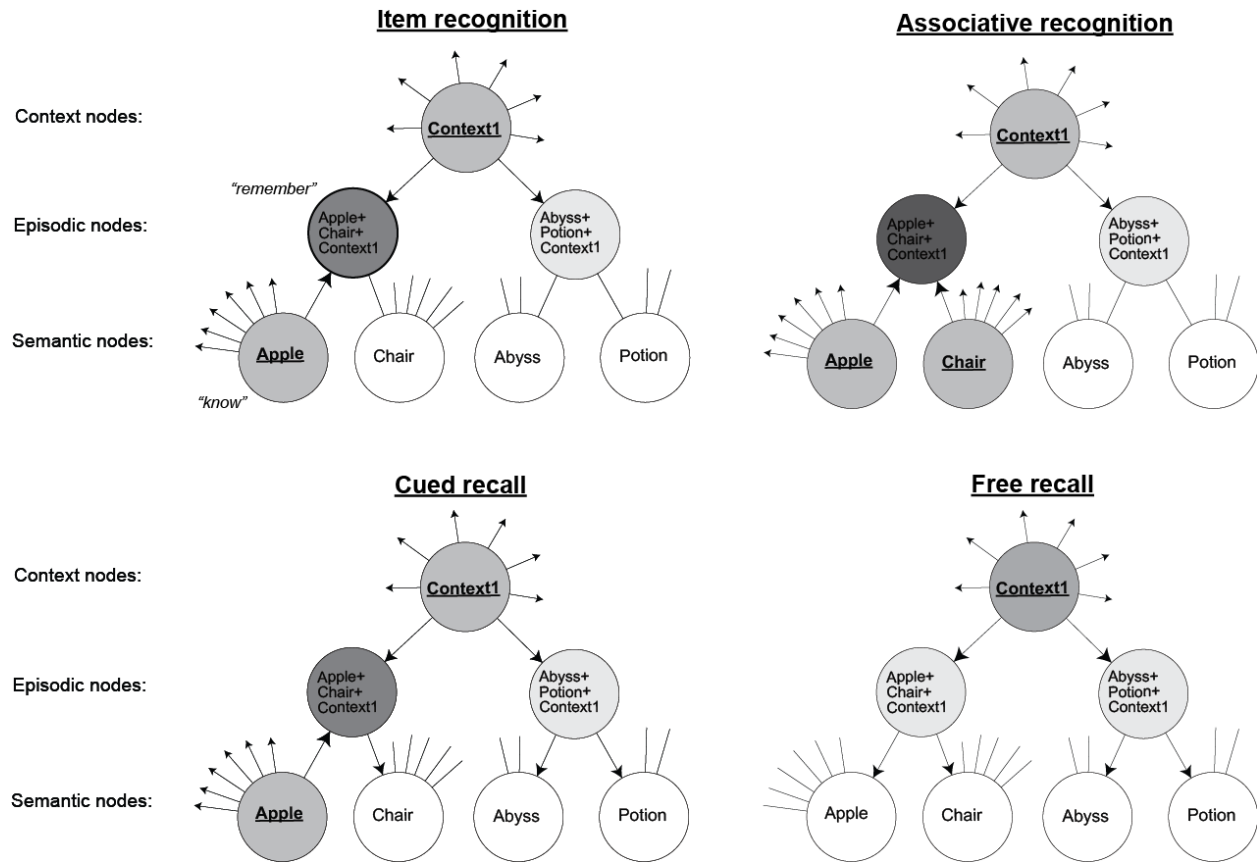 Item recognition
Associative recognition
Context nodes:
Context1
Context1
“remember”
Episodic nodes:
Apple+
Chair+
Context1
Abyss+
Potion+
Context1
Apple+
Chair+
Context1
Abyss+
Potion+
Context1
Semantic nodes:
Apple
Chair
Abyss
Potion
Apple
Chair
Abyss
Potion
“know”
Cued recall
Free recall
Context nodes:
Context1
Context1
Episodic nodes:
Apple+
Chair+
Context1
Abyss+
Potion+
Context1
Apple+
Chair+
Context1
Abyss+
Potion+
Context1
Semantic nodes:
Apple
Chair
Abyss
Potion
Apple
Chair
Abyss
Potion